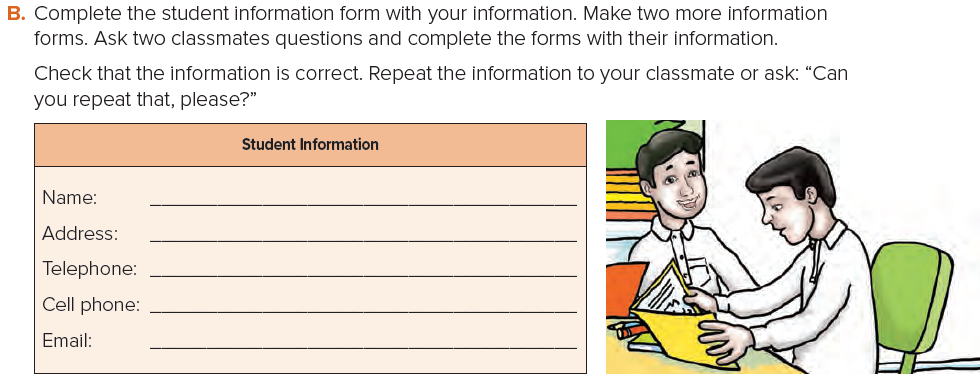 B. Complete the student information form with your information. Make two more information
forms. Ask two classmates questions and complete the forms with their information.
Check that the information is correct. Repeat the information to your classmate or ask: “Can
you repeat that, please?”
Student Information
Name:
Address:
Telephone:
Cell phone:
Email: